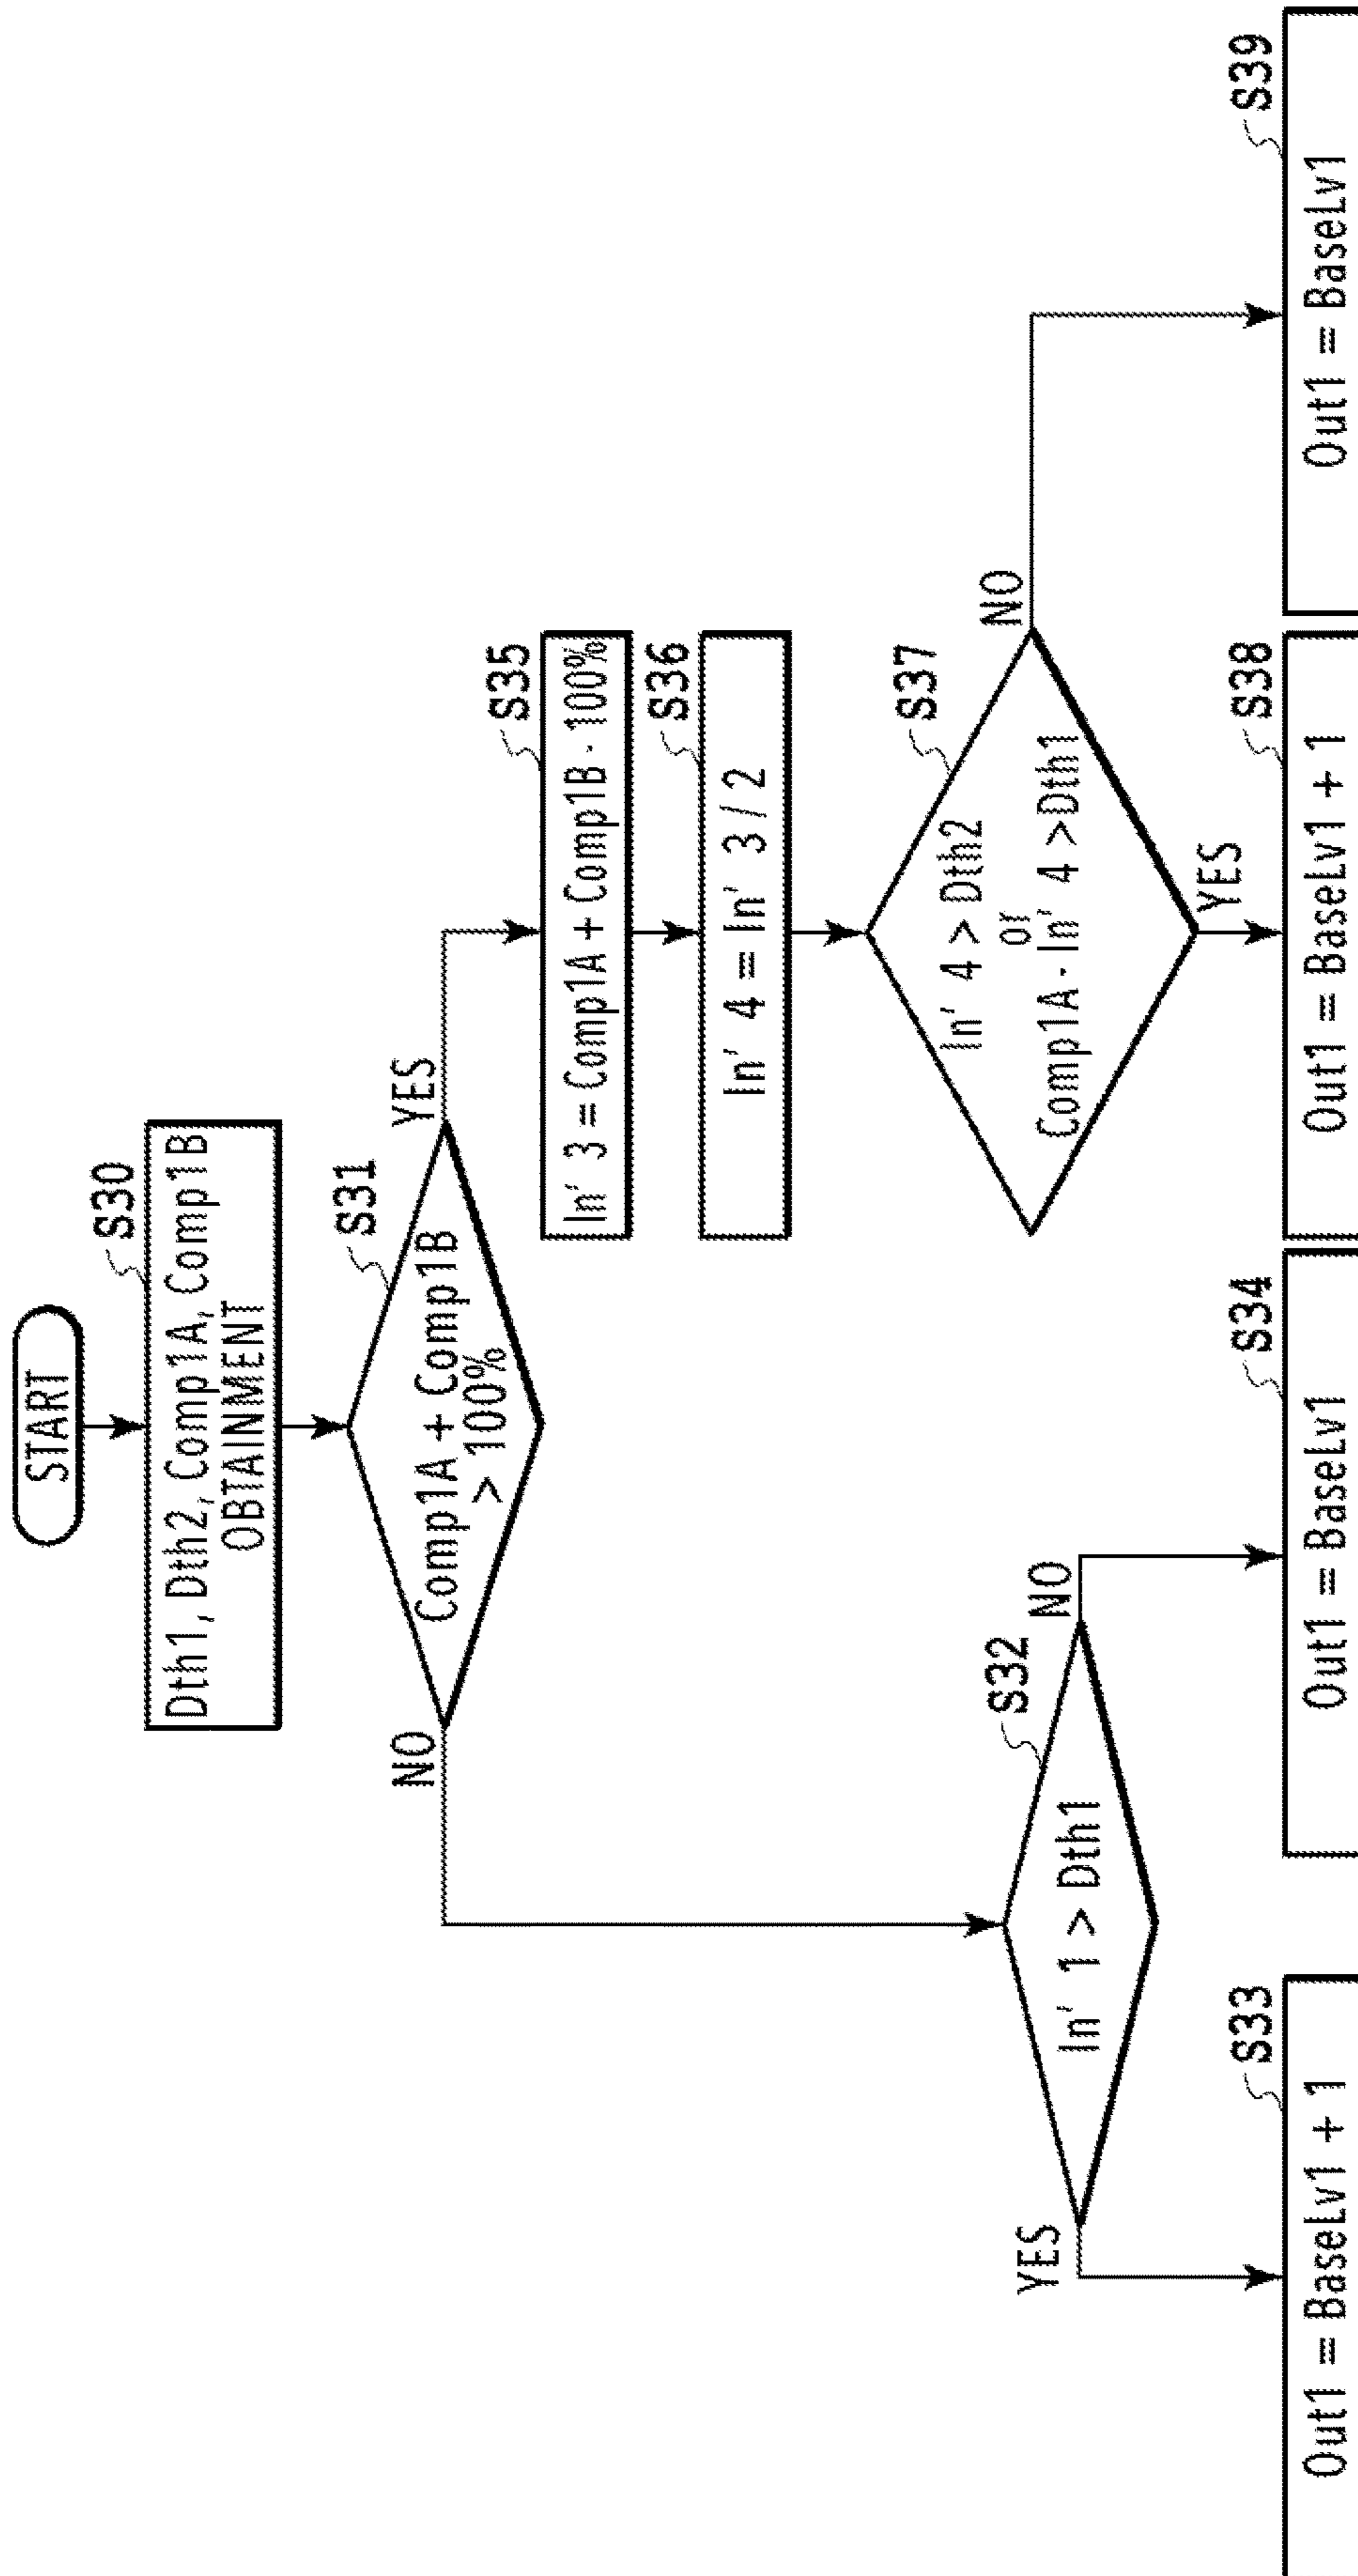 START
S30
Dth1, Dth2, Comp1A, Comp1B
OBTAINMENT
S31
Comp1A + Comp1B
> 100%
NO
YES
S35
In' 3 = Comp1A + Comp1B - 100%
S36
In' 4 = In' 3 / 2
S32
In' 1 > Dth1
YES
NO
S37
In' 4 > Dth2
or
Comp1A - In' 4 >Dth1
NO
YES
S33
Out1 = BaseLv1 + 1
S34
Out1 = BaseLv1
S38
Out1 = BaseLv1 + 1
S39
Out1 = BaseLv1